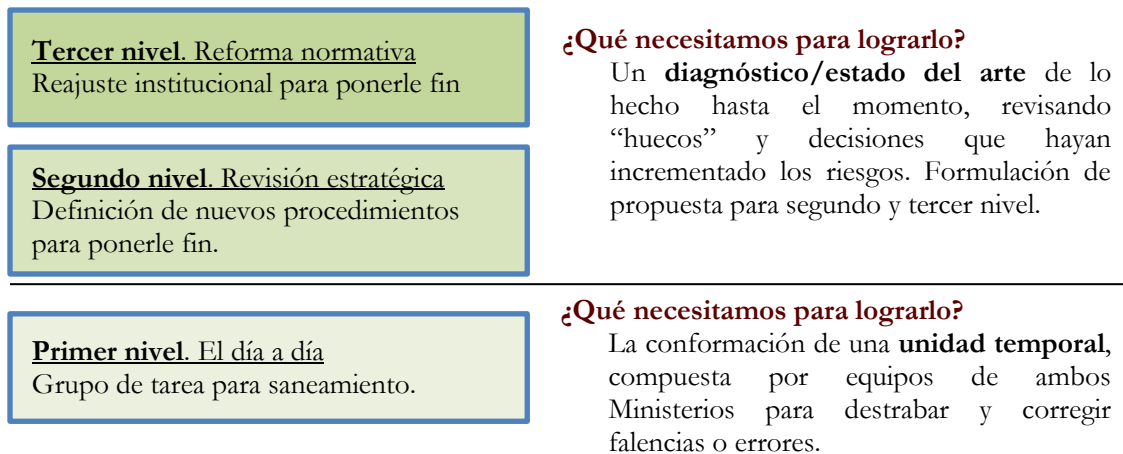 Tercer nivel. Reforma normativa
Reajuste institucional para ponerle fin
Segundo nivel. Revisión estratégica
Definición de nuevos procedimientos
para ponerle fin.
¿Qué necesitamos para lograrlo?
Un diagnóstico/estado del arte de lo
hecho hasta el momento, revisando
“huecos” y decisiones que hayan
incrementado los riesgos. Formulación de
propuesta para segundo y tercer nivel.
Primer nivel. El día a día
Grupo de tarea para saneamiento.
¿Qué necesitamos para lograrlo?
La conformación de una unidad temporal,
compuesta por equipos de ambos
Ministerios para destrabar y corregir
falencias o errores.